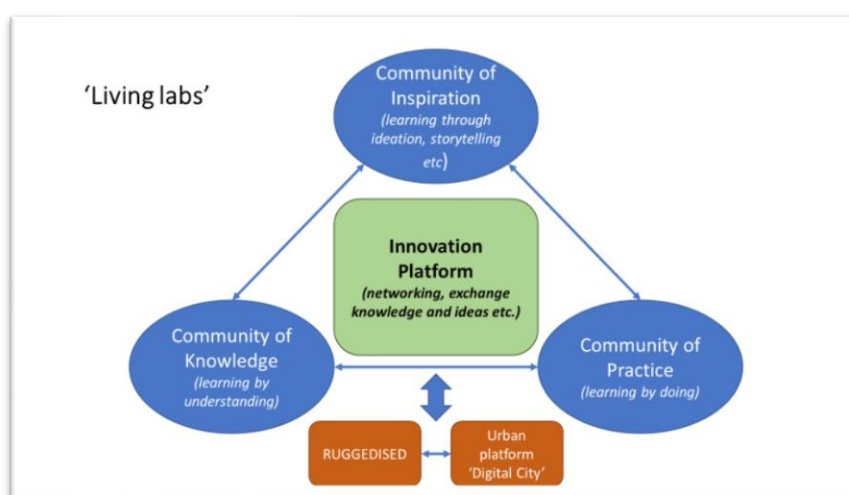 ‘Living labs’
Community of
Inspiration
(learning through
ideation, storytelling
etc)
Innovation
Platform
(networking, exchange
knowledge and ideas etc.)
Community of
Knowledge
(learning by
understanding)
Community of
Practice
(learning by doing)
RUGGEDISED
Urban
platform
‘Digital City’